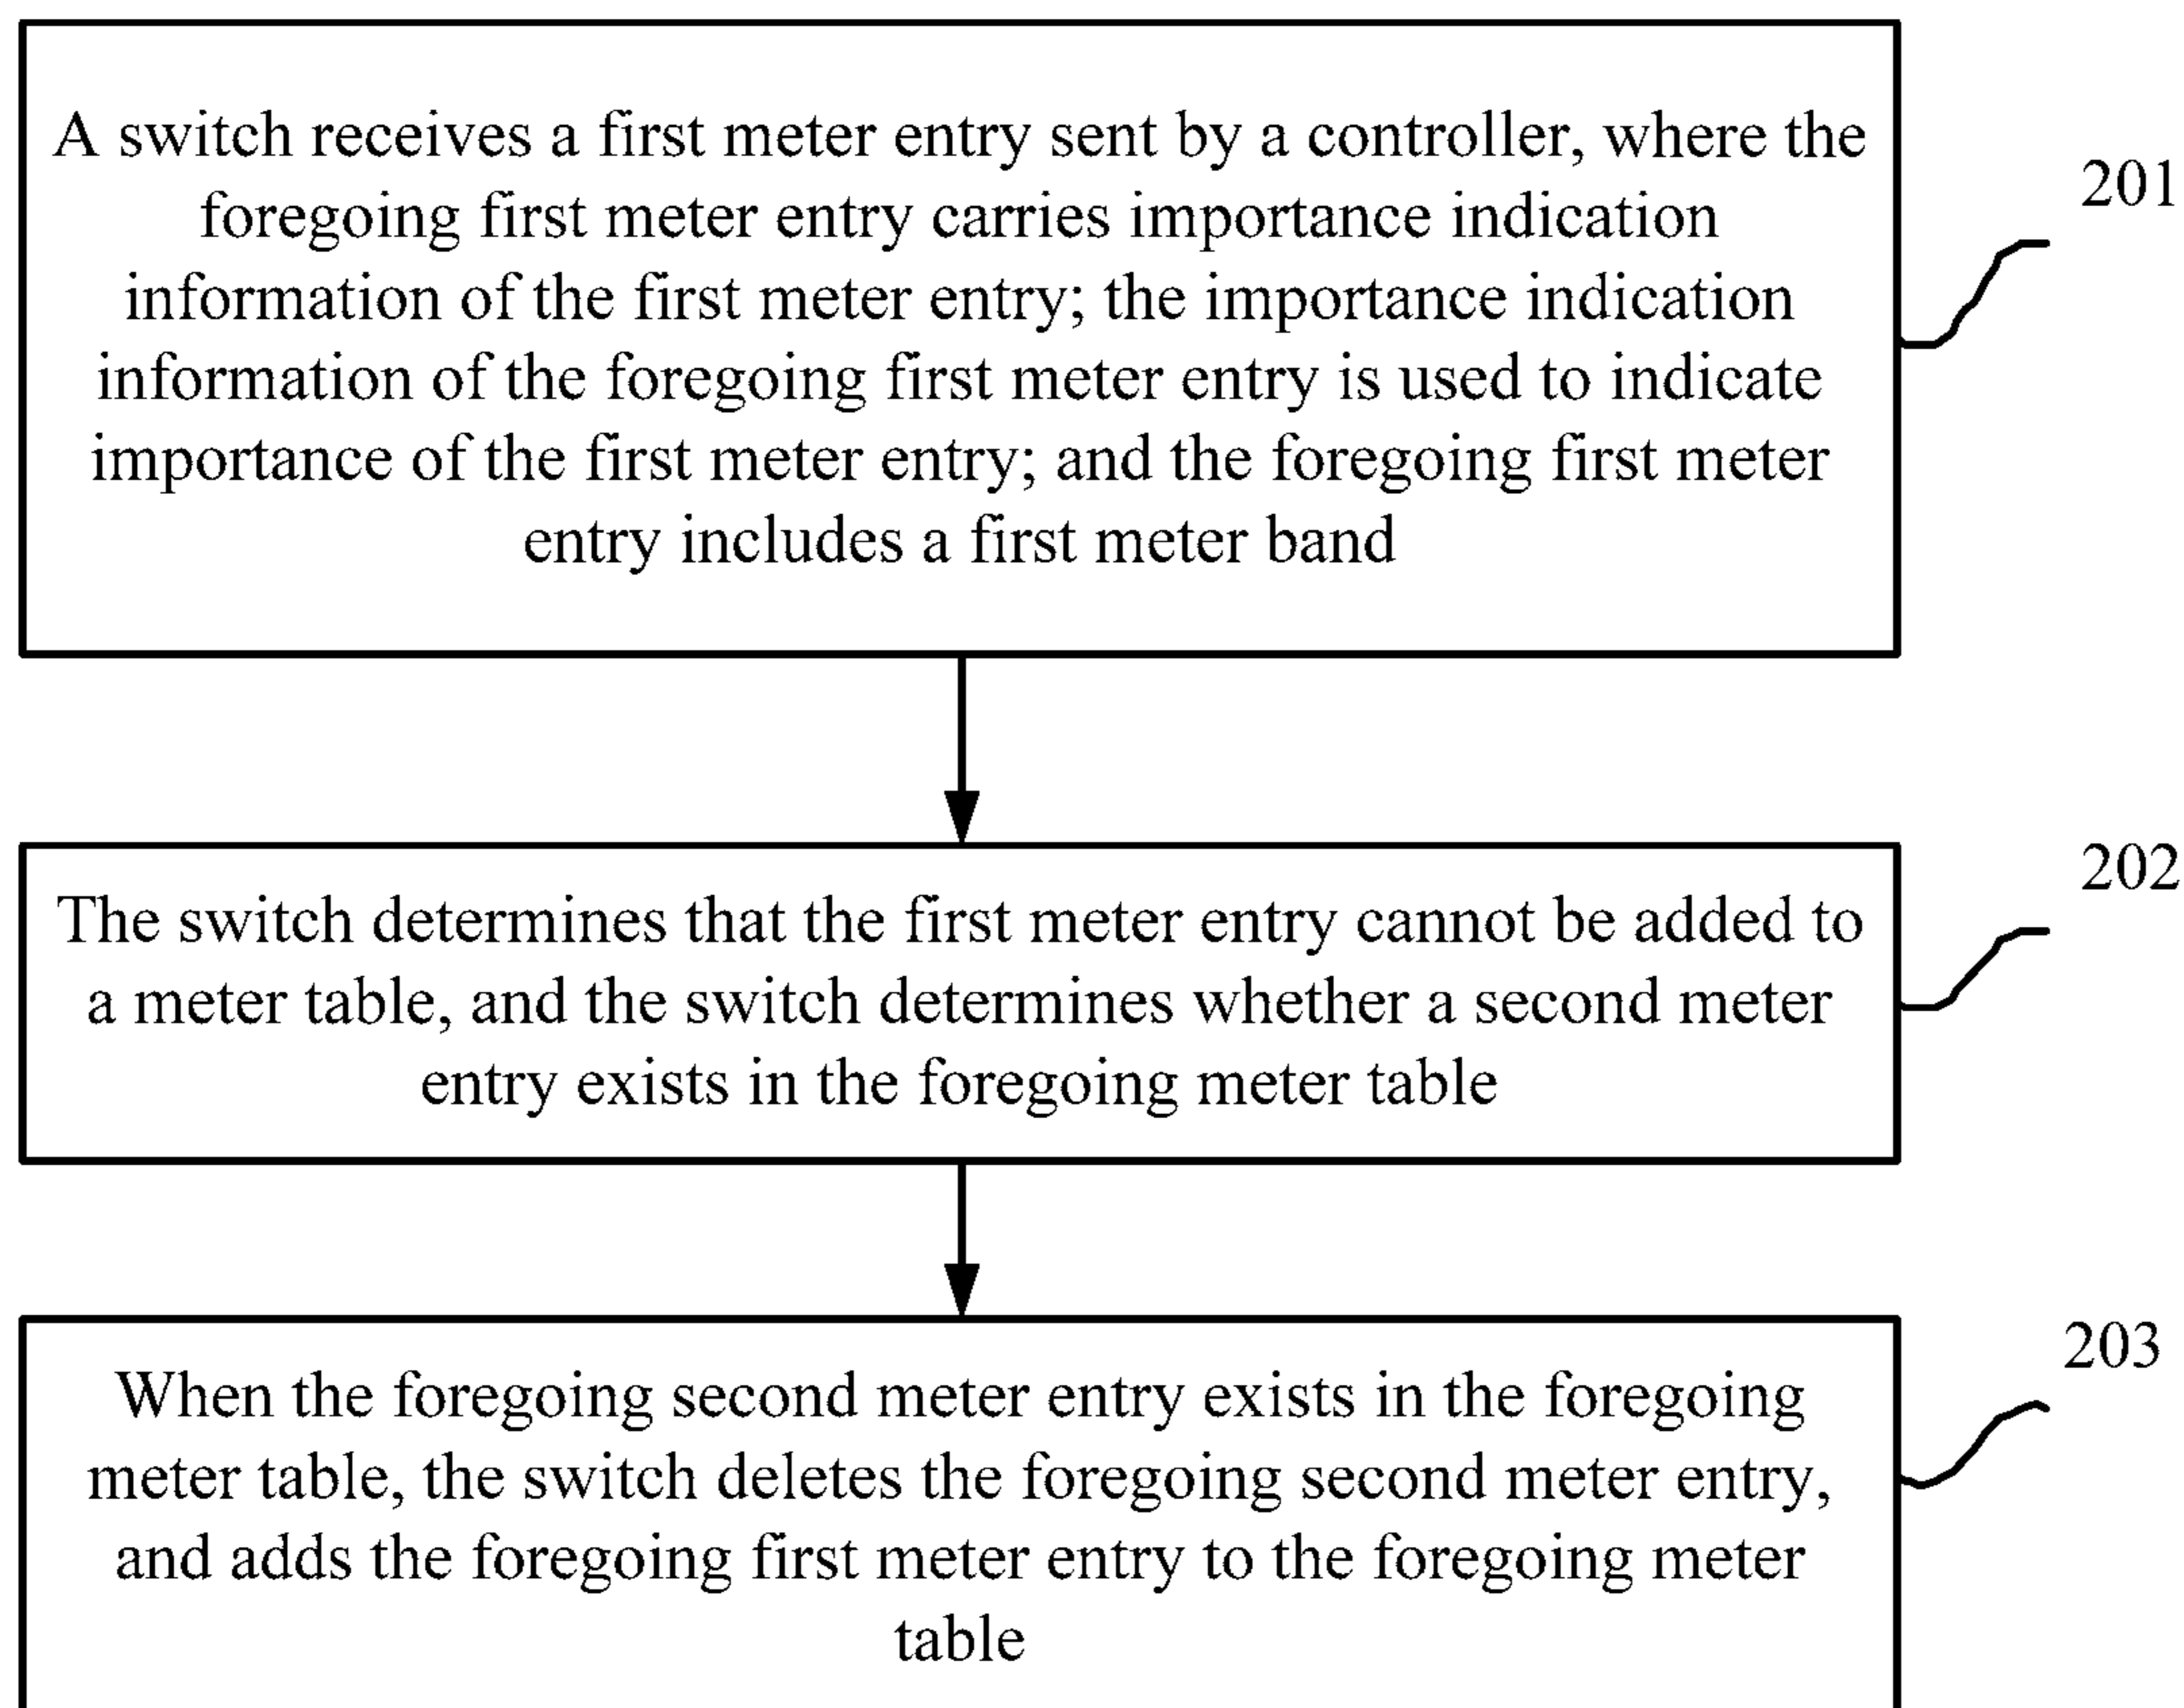 A switch receives a first meter entry sent by a controller, where the
foregoing first meter entry carries importance indication
information of the first meter entry; the importance indication
information of the foregoing first meter entry is used to indicate
importance of the first meter entry; and the foregoing first meter
entry includes a first meter band
201
The switch determines that the first meter entry cannot be added to
a meter table, and the switch determines whether a second meter
entry exists in the foregoing meter table
202
When the foregoing second meter entry exists in the foregoing
meter table, the switch deletes the foregoing second meter entry,
and adds the foregoing first meter entry to the foregoing meter
table
203